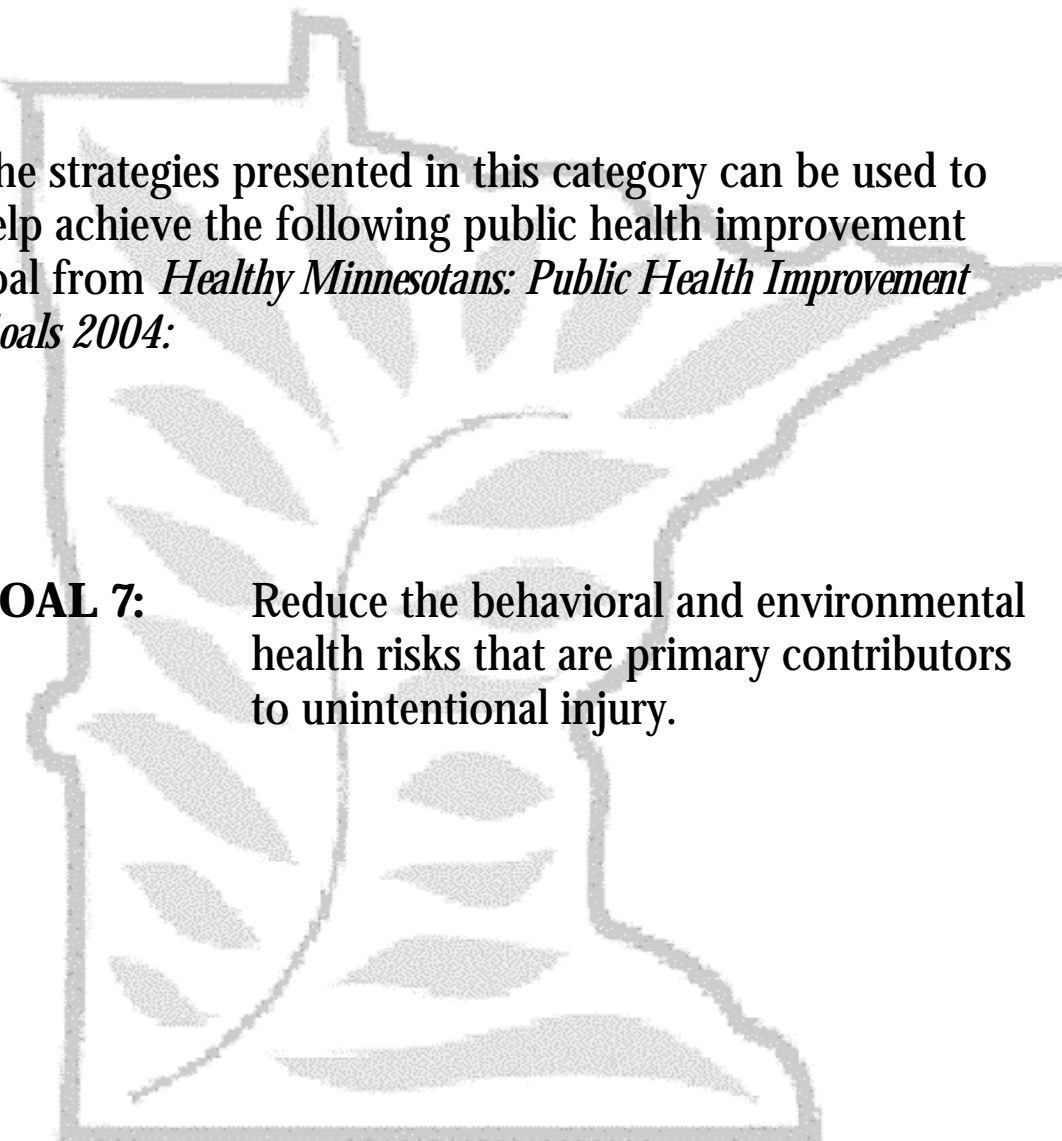 he strategies presented in this category can be used to
elp achieve the following public health improvement
oal from Healthy Minnesotans: Public Health Improvement
oals 2004:
OAL 7: Reduce the behavioral and environmental
health risks that are primary contributors
to unintentional injury.